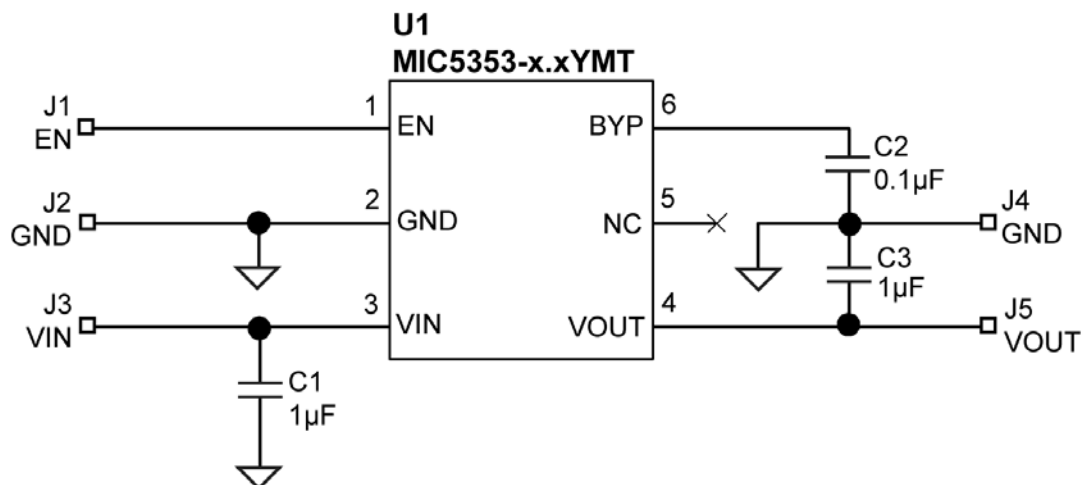 U1
MIC5353-x.xYMT
J1
EN
1
EN
BYP
6
C2
0.1µF
J2
GND
2
GND
NC
5
J4
GND
C3
1µF
J3
VIN
3
VIN
VOUT
4
J5
VOUT
C1
1µF